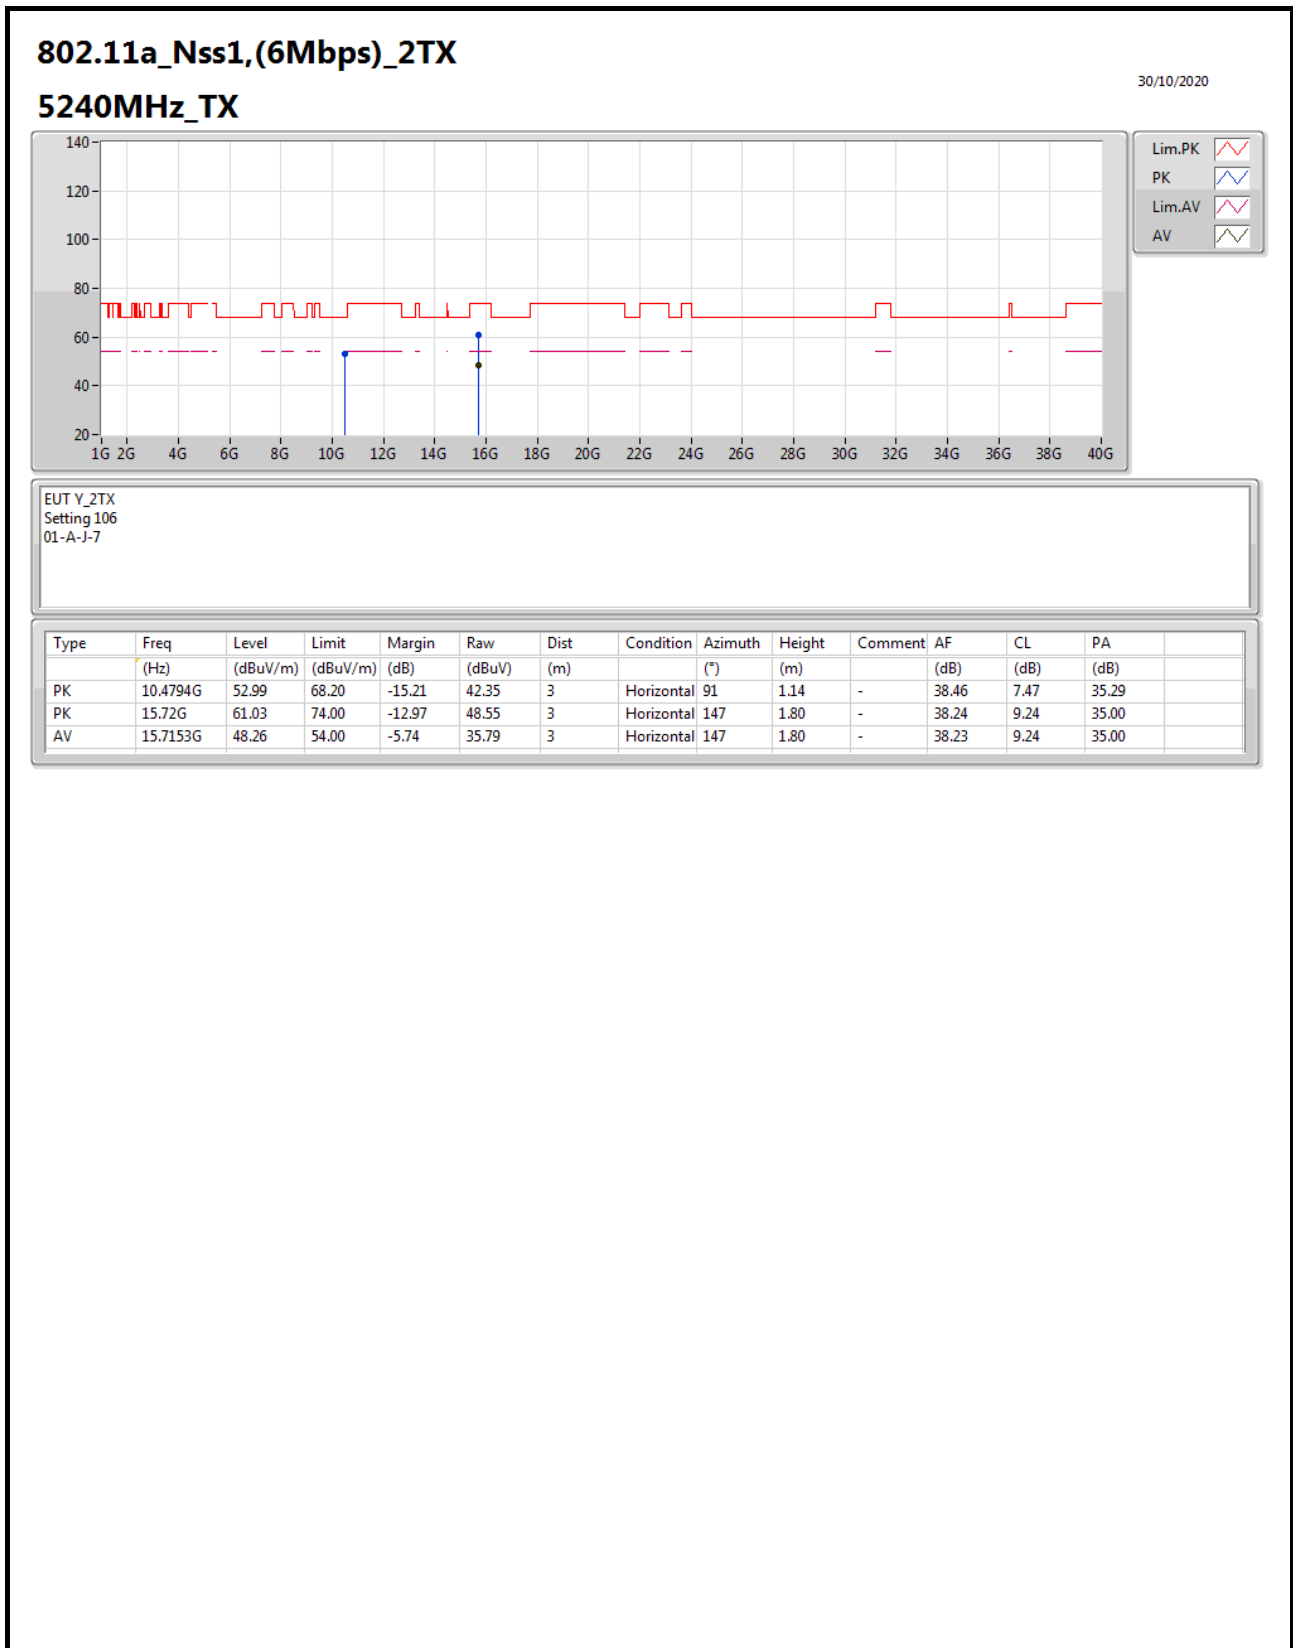 802.11a_Nss1,(6Mbps)_2TX
30/10/2020
5240MHz_TX
140
120
100
80
60
40
20
1G 2G 4G 6G 8G 10G 12G 14G 16G 18G 20G 22G 24G 26G 28G 30G 32G 34G 36G 38G 40G
Lim.PK
PK
Lim.AV
AV
EUT Y_2TX
Setting 106
01-A-J-7
Type Freq Level Limit Margin Raw Dist Condition Azimuth Height Comment AF CL PA
(Hz) (dBuV/m) (dBuV/m) (dB) (dBuV) (m) (°) (m) (dB) (dB) (dB)
PK 10.4794G 52.99 68.20 -15.21 42.35 3 Horizontal 91 1.14 - 38.46 7.47 35.29
PK 15.72G 61.03 74.00 -12.97 48.55 3 Horizontal 147 1.80 - 38.24 9.24 35.00
AV 15.7153G 48.26 54.00 -5.74 35.79 3 Horizontal 147 1.80 - 38.23 9.24 35.00